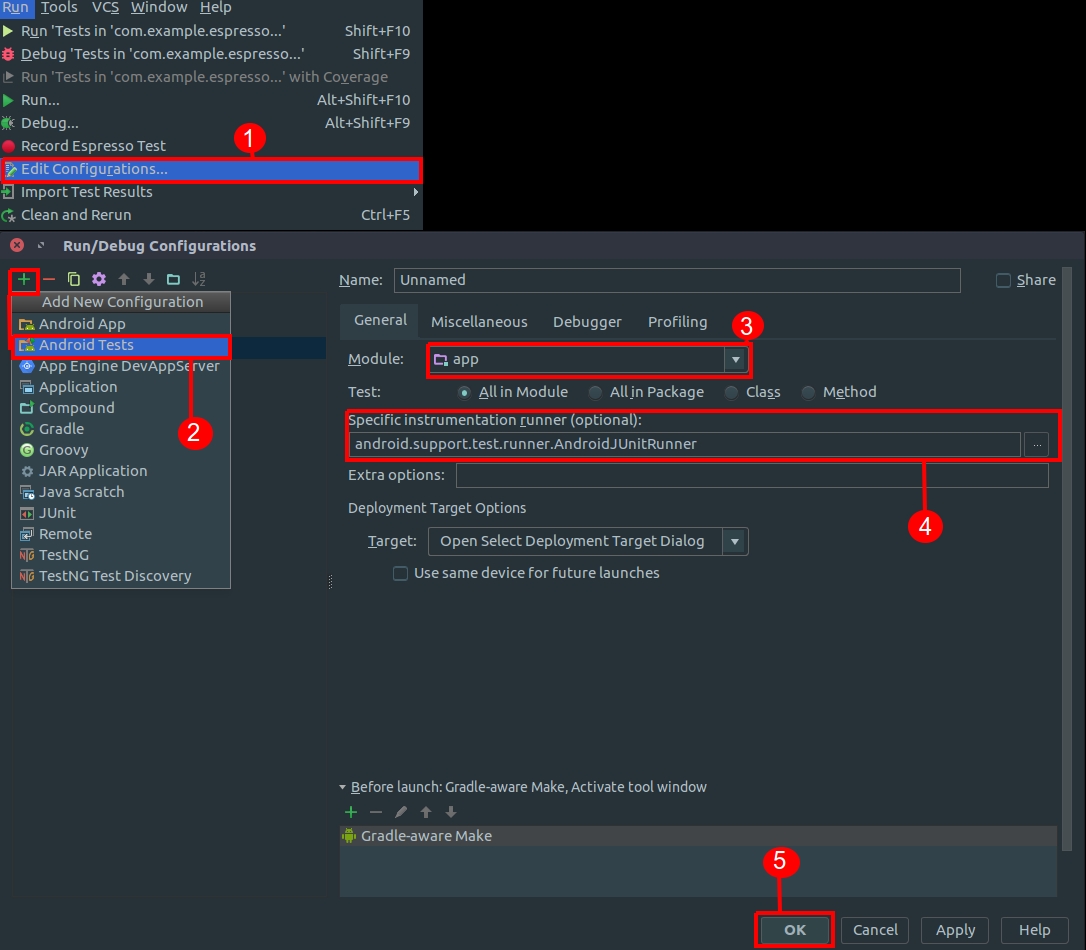 Run Tools VCS Window Help
Run 'Tests in 'com.example.espresso...' Shift+F10
Debug 'Tests in 'com.example.espresso...' Shift+F9
Run 'Tests in 'com.example.espresso...' with Coverage
Run... Alt+Shift+F10
Debug... Alt+Shift+F9
1
Record Espresso Test
Edit Configurations...
Import Test Results
Clean and Rerun Ctrl+F5
Run/Debug Configurations
Add New Configuration
Android App
Android Tests
App Engine DevAppServer
Application
Compound
2
Gradle
Groovy
JAR Application
Java Scratch
JUnit
Remote
TestNG
TestNG Test Discovery
Name: Unnamed Share
General Miscellaneous Debugger Profiling
3
Module: app
Test: All in Module All in Package Class Method
Specific instrumentation runner (optional):
android.support.test.runner.AndroidJUnitRunner ...
Extra options:
Deployment Target Options
4
Target: Open Select Deployment Target Dialog
Use same device for future launches
Before launch: Gradle-aware Make, Activate tool window
Gradle-aware Make
5
OK Cancel Apply Help